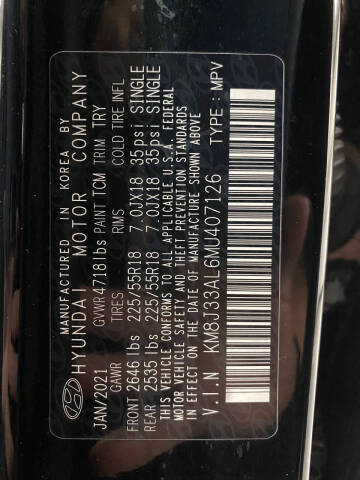 MANUFACTURED IN KOREA BY
HYUNDAI MOTOR COMPANY
JAN/2021 GVWR 4718 lbs PAINT TCM TRIM TRY
GAWR TIRES RIMS COLD TIRE INFL
FRONT 2646 lbs 225/55R18 7.0JX18 35psi SINGLE
REAR 2535 lbs 225/55R18 7.0JX18 35psi SINGLE
THIS VEHICLE CONFORMS TO ALL APPLICABLE U.S.A. FEDERAL
MOTOR VEHICLE SAFETY AND THEFT PREVENTION STANDARDS
IN EFFECT ON THE DATE OF MANUFACTURE SHOWN ABOVE
V.I.N KM8J33AL6MU407126 TYPE: MPV